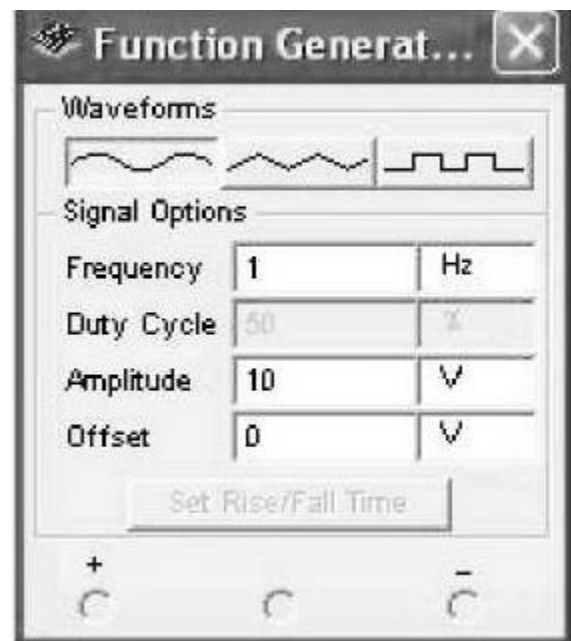 Function Generat...
Waveforms
Signal Options
Frequency 1 Hz
Duty Cycle 50 %
Amplitude 10 V
Offset 0 V
Set Rise/Fall Time
+ −